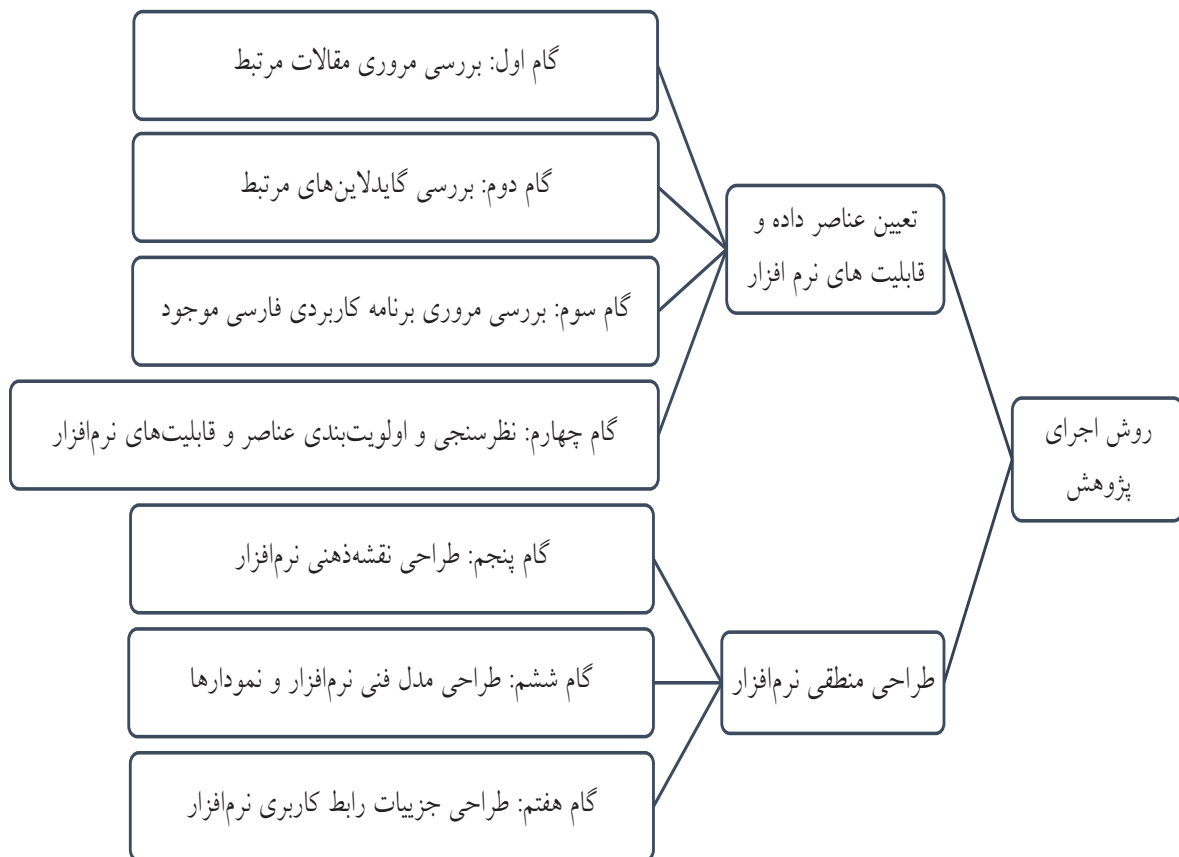 روش اجرای
پژوهش
تعیین عناصر داده و
قابلیت های نرم افزار
گام اول: بررسی مروری مقالات مرتبط
گام دوم: بررسی گایدلاین‌های مرتبط
گام سوم: بررسی مروری برنامه کاربردی فارسی موجود
گام چهارم: نظرسنجی و اولویت‌بندی عناصر و قابلیت‌های نرم‌افزار
طراحی منطقی نرم‌افزار
گام پنجم: طراحی نقشه‌ذهنی نرم‌افزار
گام ششم: طراحی مدل فنی نرم‌افزار و نمودارها
گام هفتم: طراحی جزییات رابط کاربری نرم‌افزار